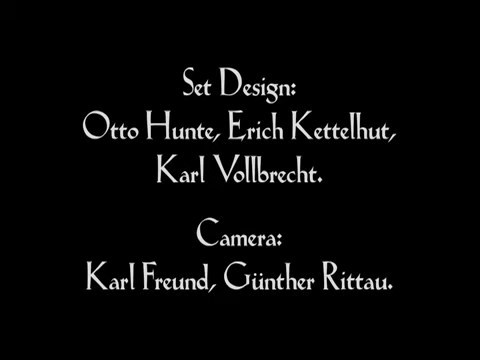 Set Design:
Otto Hunte, Erich Kettelhut,
Karl Vollbrecht.
Camera:
Karl Freund, Günther Rittau.